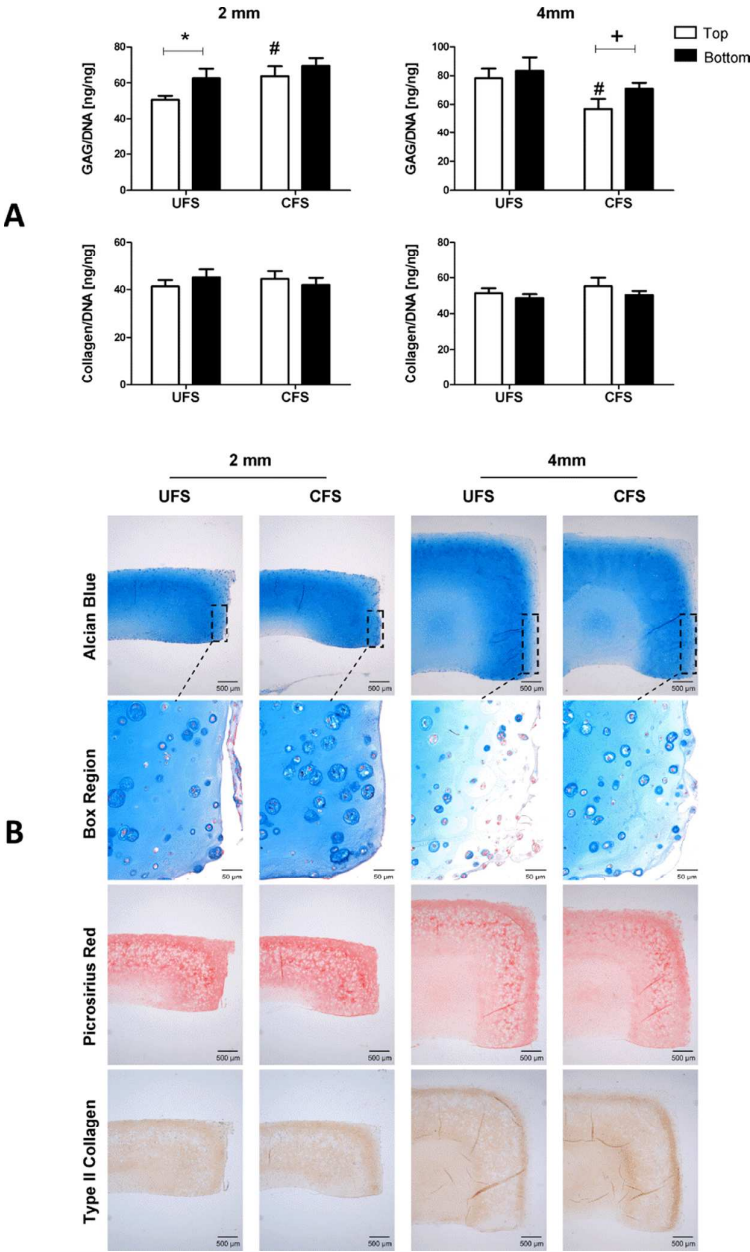 2 mm
4mm
Top
Bottom
A
GAG/DNA [ng/ng]
80
60
40
20
0
*
#
UFS
CFS
GAG/DNA [ng/ng]
100
80
60
40
20
0
#
+
UFS
CFS
Collagen/DNA [ng/ng]
60
40
20
0
UFS
CFS
Collagen/DNA [ng/ng]
80
60
40
20
0
UFS
CFS
B
2 mm
4mm
UFS
CFS
UFS
CFS
Alcian Blue
500 µm
500 µm
500 µm
500 µm
Box Region
50 µm
50 µm
50 µm
50 µm
Picrosirius Red
500 µm
500 µm
500 µm
500 µm
Type II Collagen
500 µm
500 µm
500 µm
500 µm